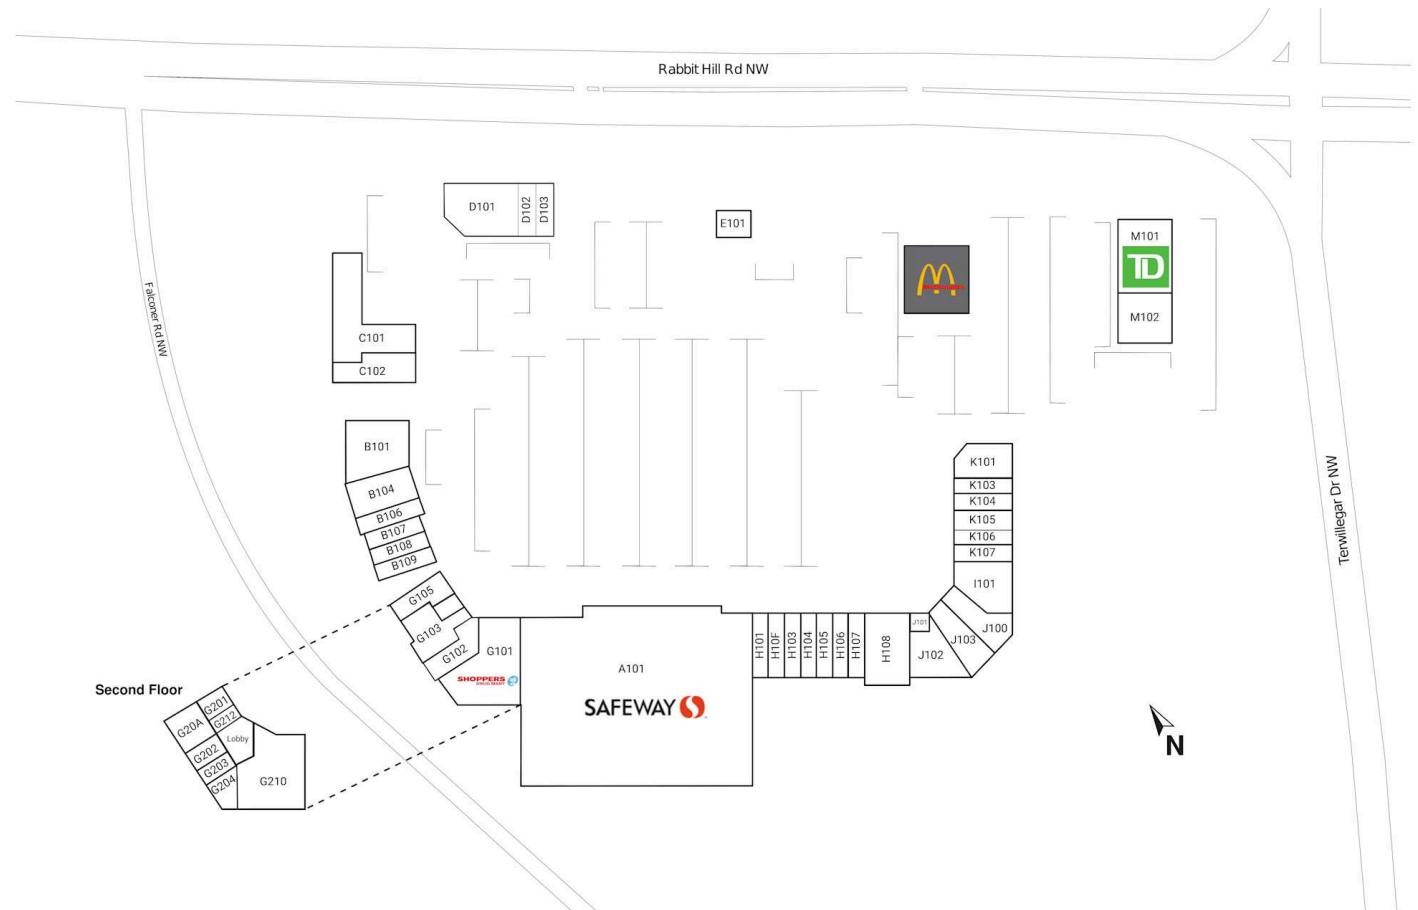 Rabbit Hill Rd NW
D101
D102
D103
E101
M101
TD
McDonald's
M102
Falconer Rd NW
C101
C102
B101
B104
B106
B107
B108
B109
K101
K103
K104
K105
K106
K107
I101
Terwillegar Dr NW
G105
G103
G102
G101
SHOPPERS
DRUG MART
A101
SAFEWAY
H101
H10F
H103
H104
H105
H106
H107
H108
J101
J102
J103
J100
Second Floor
G20A
G201
G212
Lobby
G202
G203
G204
G210
N